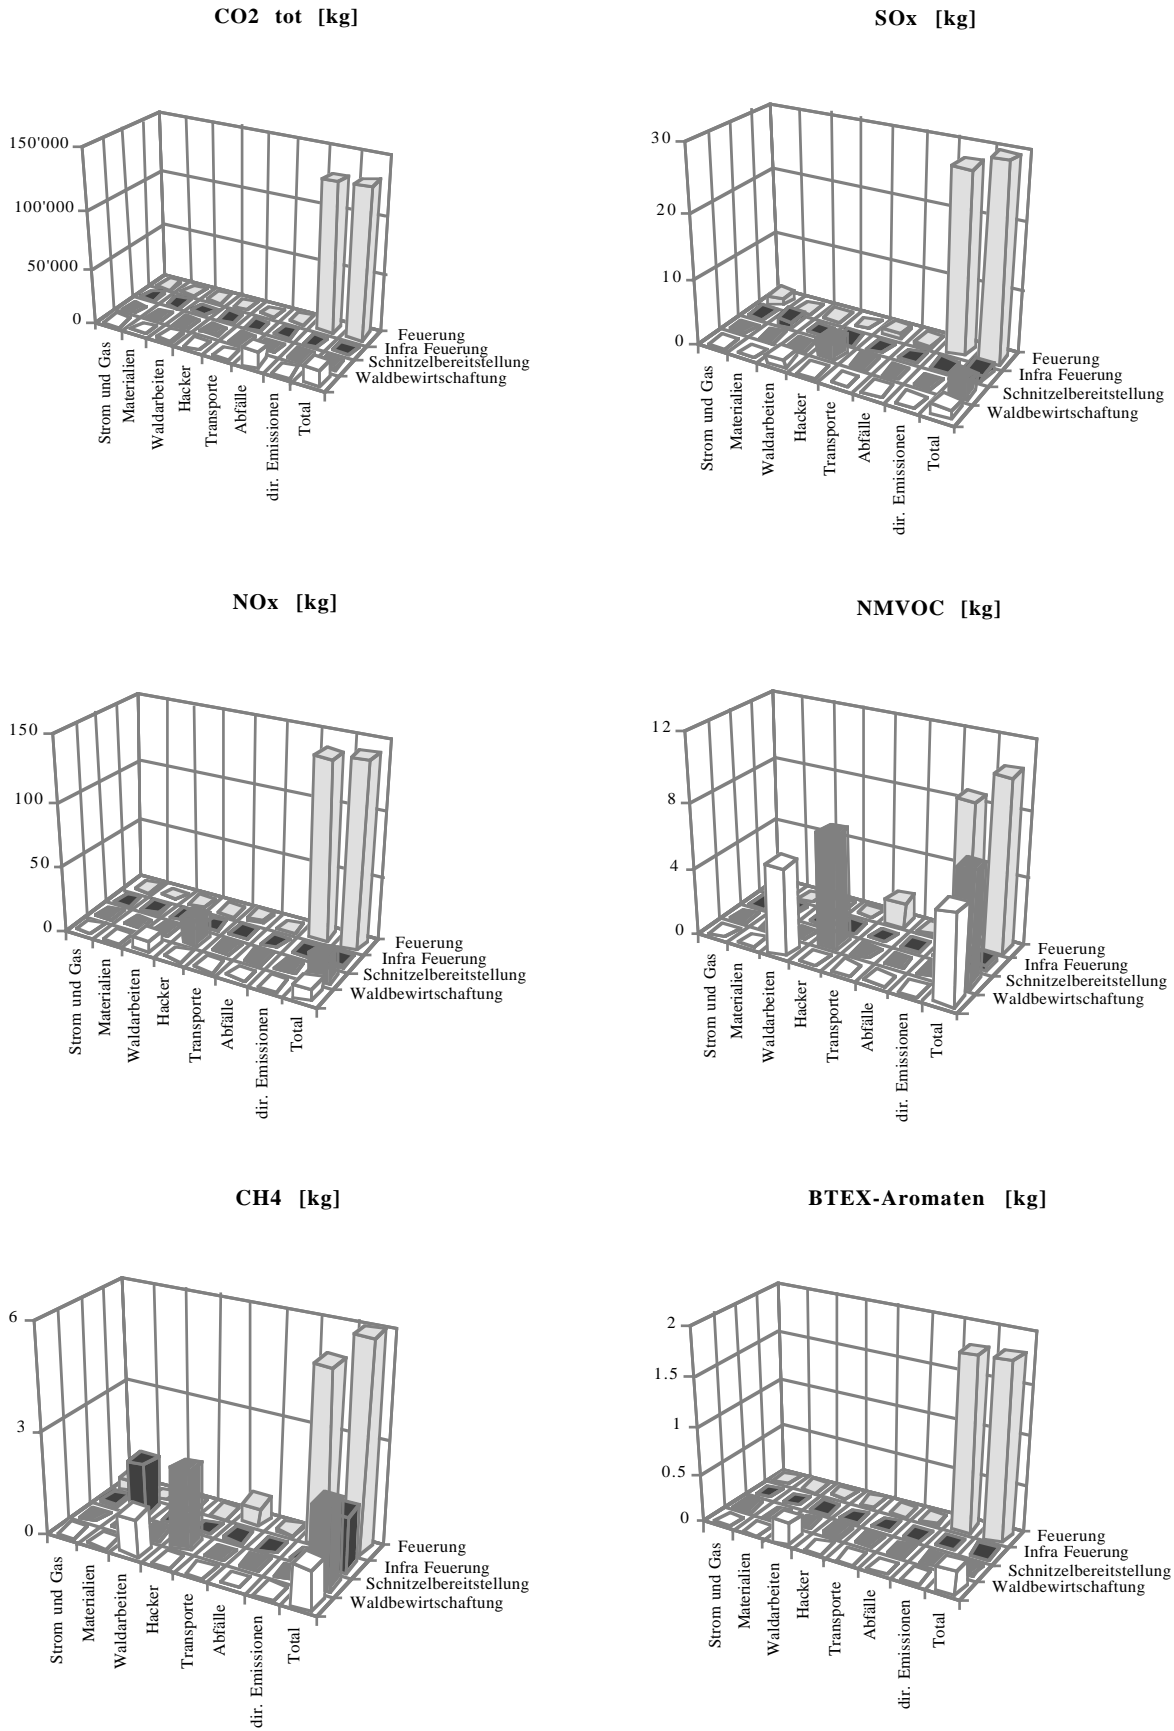 CO2 tot [kg]
150'000
100'000
50'000
0
Feuerung
Infra Feuerung
Schnitzelbereitstellung
Waldbewirtschaftung
Strom und Gas
Materialien
Waldarbeiten
Hacker
Transporte
Abfälle
dir. Emissionen
Total
SOx [kg]
30
20
10
0
Feuerung
Infra Feuerung
Schnitzelbereitstellung
Waldbewirtschaftung
Strom und Gas
Materialien
Waldarbeiten
Hacker
Transporte
Abfälle
dir. Emissionen
Total
NOx [kg]
150
100
50
0
Feuerung
Infra Feuerung
Schnitzelbereitstellung
Waldbewirtschaftung
Strom und Gas
Materialien
Waldarbeiten
Hacker
Transporte
Abfälle
dir. Emissionen
Total
NMVOC [kg]
12
8
4
0
Feuerung
Infra Feuerung
Schnitzelbereitstellung
Waldbewirtschaftung
Strom und Gas
Materialien
Waldarbeiten
Hacker
Transporte
Abfälle
dir. Emissionen
Total
CH4 [kg]
6
3
0
Feuerung
Infra Feuerung
Schnitzelbereitstellung
Waldbewirtschaftung
Strom und Gas
Materialien
Waldarbeiten
Hacker
Transporte
Abfälle
dir. Emissionen
Total
BTEX-Aromaten [kg]
2
1.5
1
0.5
0
Feuerung
Infra Feuerung
Schnitzelbereitstellung
Waldbewirtschaftung
Strom und Gas
Materialien
Waldarbeiten
Hacker
Transporte
Abfälle
dir. Emissionen
Total